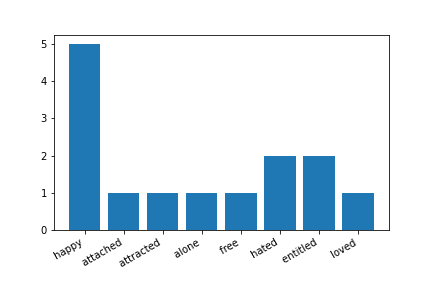 5
4
3
2
1
0
happy
attached
attracted
alone
free
hated
entitled
loved